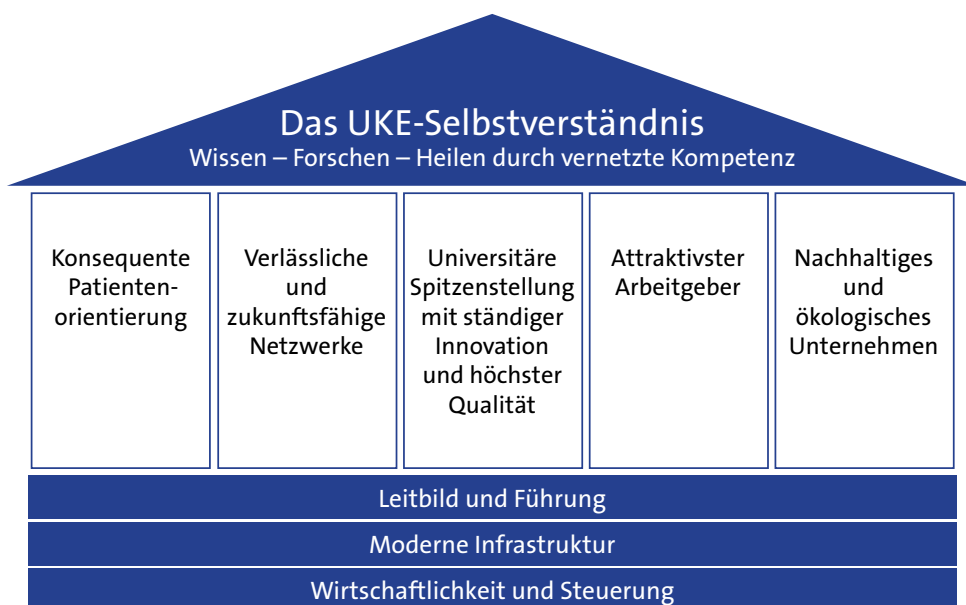 Das UKE-Selbstverständnis
Wissen – Forschen – Heilen durch vernetzte Kompetenz
Konsequente
Patienten-
orientierung
Verlässliche
und
zukunftsfähige
Netzwerke
Universitäre
Spitzenstellung
mit ständiger
Innovation
und höchster
Qualität
Attraktivster
Arbeitgeber
Nachhaltiges
und
ökologisches
Unternehmen
Leitbild und Führung
Moderne Infrastruktur
Wirtschaftlichkeit und Steuerung